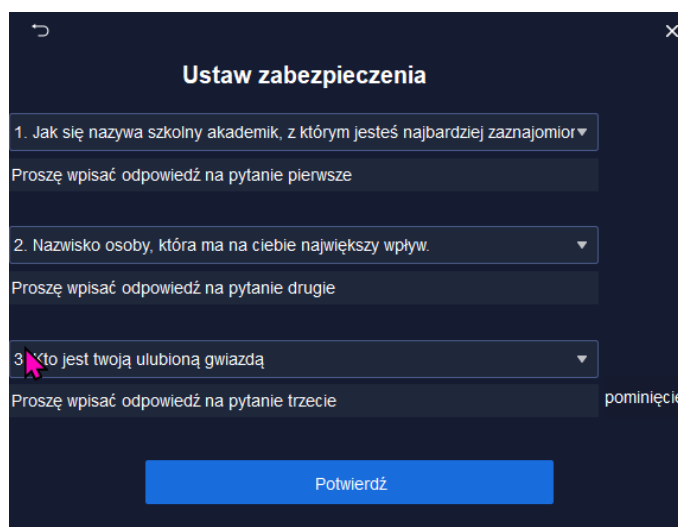 Ustaw zabezpieczenia
1. Jak się nazywa szkolny akademik, z którym jesteś najbardziej zaznajomior
Proszę wpisać odpowiedź na pytanie pierwsze
2. Nazwisko osoby, która ma na ciebie największy wpływ.
Proszę wpisać odpowiedź na pytanie drugie
3. Kto jest twoją ulubioną gwiazdą
Proszę wpisać odpowiedź na pytanie trzecie
pominięcie
Potwierdź